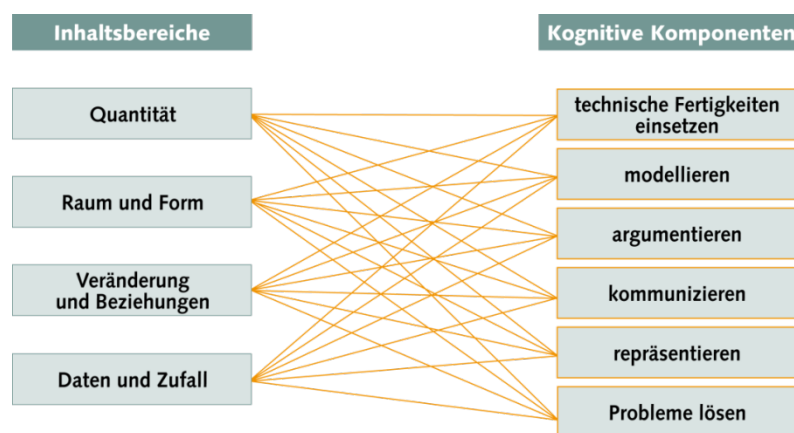 Inhaltsbereiche
Quantität
Raum und Form
Veränderung
und Beziehungen
Daten und Zufall
Kognitive Komponenten
technische Fertigkeiten
einsetzen
modellieren
argumentieren
kommunizieren
repräsentieren
Probleme lösen